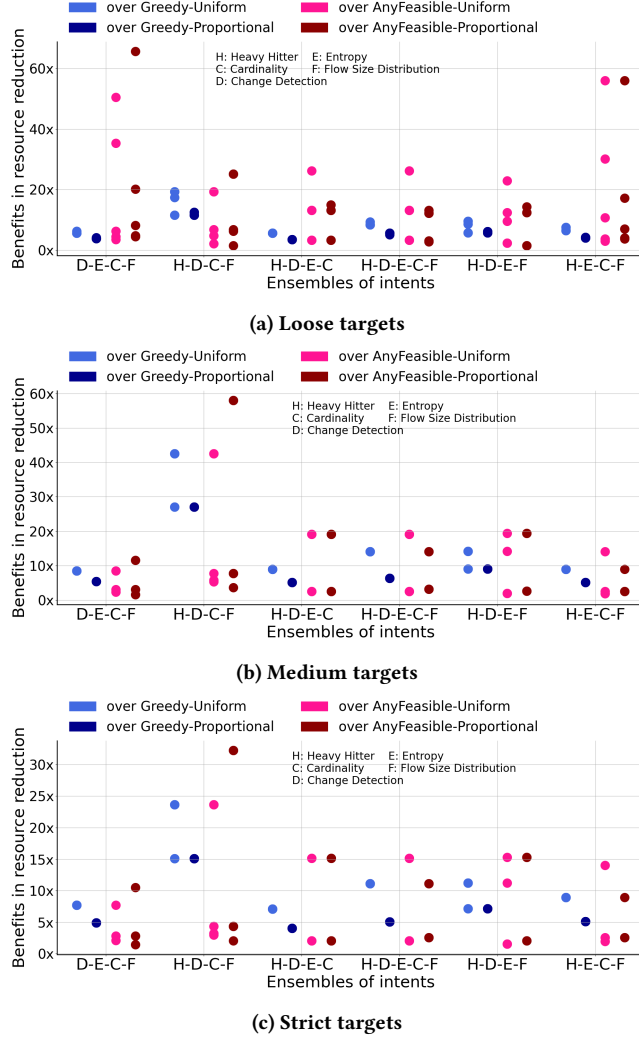 over Greedy-Uniform over AnyFeasible-Uniform
over Greedy-Proportional over AnyFeasible-Proportional
Benefits in resource reduction
H: Heavy Hitter E: Entropy
C: Cardinality F: Flow Size Distribution
D: Change Detection
60x
40x
20x
0x
D-E-C-F H-D-C-F H-D-E-C H-D-E-C-F H-D-E-F H-E-C-F
Ensembles of intents
(a) Loose targets
over Greedy-Uniform over AnyFeasible-Uniform
over Greedy-Proportional over AnyFeasible-Proportional
Benefits in resource reduction
H: Heavy Hitter E: Entropy
C: Cardinality F: Flow Size Distribution
D: Change Detection
60x
50x
40x
30x
20x
10x
0x
D-E-C-F H-D-C-F H-D-E-C H-D-E-C-F H-D-E-F H-E-C-F
Ensembles of intents
(b) Medium targets
over Greedy-Uniform over AnyFeasible-Uniform
over Greedy-Proportional over AnyFeasible-Proportional
Benefits in resource reduction
H: Heavy Hitter E: Entropy
C: Cardinality F: Flow Size Distribution
D: Change Detection
30x
25x
20x
15x
10x
5x
0x
D-E-C-F H-D-C-F H-D-E-C H-D-E-C-F H-D-E-F H-E-C-F
Ensembles of intents
(c) Strict targets